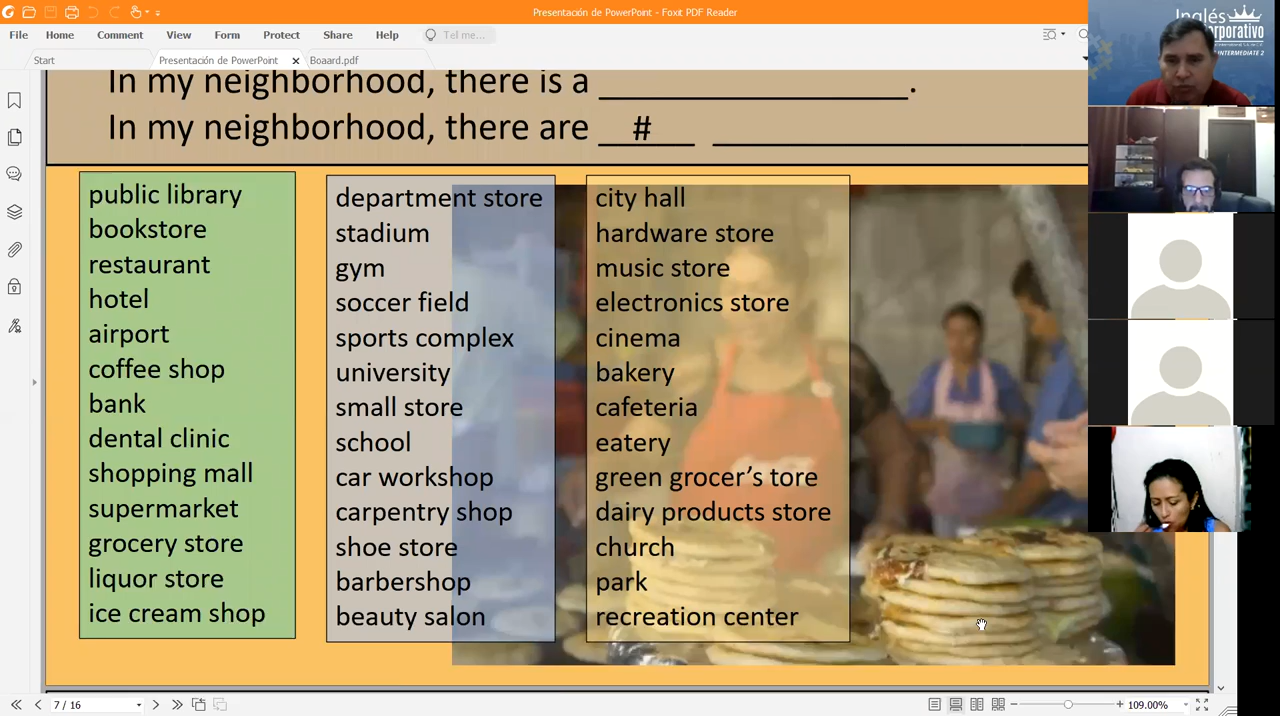 Presentación de PowerPoint - Foxit PDF Reader
File Home Comment View Form Protect Share Help Tell me...
Start Presentación de PowerPoint Boaard.pdf
In my neighborhood, there is a ____________________.
In my neighborhood, there are __#__ ____________________
public library
bookstore
restaurant
hotel
airport
coffee shop
bank
dental clinic
shopping mall
supermarket
grocery store
liquor store
ice cream shop
department store
stadium
gym
soccer field
sports complex
university
small store
school
car workshop
carpentry shop
shoe store
barbershop
beauty salon
city hall
hardware store
music store
electronics store
cinema
bakery
cafeteria
eatery
green grocer's tore
dairy products store
church
park
recreation center
Inglés
INTERMEDIATE 2
7 / 16
109.00%